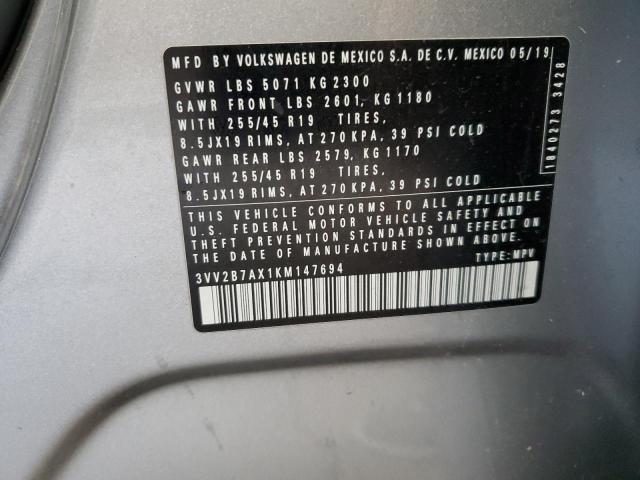 MFD BY VOLKSWAGEN DE MEXICO S.A. DE C.V. MEXICO 05/19
GVWR LBS 5071 KG 2300
GAWR FRONT LBS 2601, KG 1180
WITH 255/45 R19 TIRES,
8.5JX19 RIMS, AT 270 KPA, 39 PSI COLD
GAWR REAR LBS 2579, KG 1170
WITH 255/45 R19 TIRES,
8.5JX19 RIMS, AT 270 KPA, 39 PSI COLD
THIS VEHICLE CONFORMS TO ALL APPLICABLE
U.S. FEDERAL MOTOR VEHICLE SAFETY AND
THEFT PREVENTION STANDARDS IN EFFECT ON
THE DATE OF MANUFACTURE SHOWN ABOVE
3VV2B7AX1KM147694 TYPE: MPV
1840273 3428